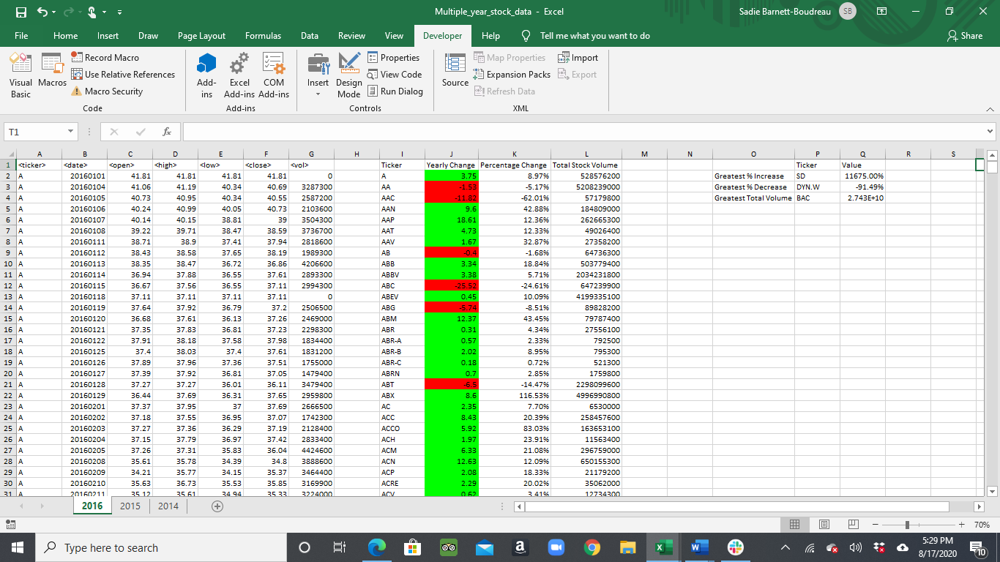 Multiple_year_stock_data - Excel
Sadie Barnett-Boudreau SB
File Home Insert Draw Page Layout Formulas Data Review View Developer Help Tell me what you want to do Share
Visual Basic
Macros
Record Macro
Use Relative References
Macro Security
Code
Add-ins
Excel Add-ins
COM Add-ins
Add-ins
Insert
Design Mode
Properties
View Code
Run Dialog
Controls
Source
Map Properties
Expansion Packs
Refresh Data
Import
Export
XML
T1 fx
A B C D E F G H I J K L M N O P Q R S
1 <ticker> <date> <open> <high> <low> <close> <vol> Ticker Yearly Change Percentage Change Total Stock Volume Ticker Value
2 A 20160101 41.81 41.81 41.81 41.81 0 A 3.75 8.97% 528576200 Greatest % Increase SD 11675.00%
3 A 20160104 41.06 41.19 40.34 40.69 3287300 AA -1.53 -5.17% 5208239000 Greatest % Decrease DYN.W -91.49%
4 A 20160105 40.73 40.95 40.34 40.55 2587200 AAC -11.82 -62.01% 57179800 Greatest Total Volume BAC 2.743E+10
5 A 20160106 40.24 40.99 40.05 40.73 2103600 AAN 9.6 42.88% 184809000
6 A 20160107 40.14 40.15 38.81 39 3504300 AAP 18.61 12.36% 262665300
7 A 20160108 39.22 39.71 38.47 38.59 3736700 AAT 4.73 12.33% 49026400
8 A 20160111 38.71 38.9 37.41 37.94 2818600 AAV 1.67 32.87% 27358200
9 A 20160112 38.43 38.58 37.65 38.19 1989300 AB -0.4 -1.68% 64736300
10 A 20160113 38.35 38.47 36.72 36.86 4206600 ABB 3.34 18.84% 503779400
11 A 20160114 36.94 37.88 36.55 37.61 2893300 ABBV 3.38 5.71% 2034231800
12 A 20160115 36.67 37.56 36.55 37.11 2994300 ABC -25.52 -24.61% 647239900
13 A 20160118 37.11 37.11 37.11 37.11 0 ABEV 0.45 10.09% 4199335100
14 A 20160119 37.64 37.92 36.79 37.2 2506500 ABG -5.74 -8.51% 89828200
15 A 20160120 36.68 37.61 36.13 37.26 2469000 ABM 12.37 43.45% 79787400
16 A 20160121 37.35 37.83 36.81 37.23 2298300 ABR 0.31 4.34% 27556100
17 A 20160122 37.91 38.18 37.58 37.98 1834400 ABR-A 0.57 2.33% 792500
18 A 20160125 37.4 38.03 37.4 37.61 1831200 ABR-B 2.02 8.95% 795300
19 A 20160126 37.89 37.96 37.36 37.51 1755000 ABR-C 0.18 0.72% 521300
20 A 20160127 37.39 37.92 36.81 37.05 1479400 ABRN 0.7 2.85% 1759800
21 A 20160128 37.27 37.27 36.01 36.11 3479400 ABT -6.5 -14.47% 2298099600
22 A 20160129 36.44 37.69 36.31 37.65 2959800 ABX 8.6 116.53% 4996990800
23 A 20160201 37.37 37.95 37 37.69 2666500 AC 2.35 7.70% 6530000
24 A 20160202 37.18 37.55 36.95 37.07 1742300 ACC 8.43 20.39% 258457600
25 A 20160203 37.27 37.36 36.29 37.19 2128400 ACCO 5.92 83.03% 163653100
26 A 20160204 37.15 37.79 36.97 37.42 2833400 ACH 1.97 23.91% 11563400
27 A 20160205 37.26 37.31 35.83 36.04 4424600 ACM 6.33 21.08% 296759000
28 A 20160208 35.61 35.78 34.39 34.8 3888600 ACN 12.63 12.09% 650155300
29 A 20160209 34.21 35.77 34.15 35.37 3464400 ACP 2.08 18.33% 21179200
30 A 20160210 35.63 36.73 35.53 35.85 3169900 ACRE 2.29 20.02% 35062000
31 A 20160211 35.12 35.61 34.94 35.33 3224000 ACV 0.62 3.41% 12734300
2016 2015 2014
70%
Type here to search
5:29 PM
8/17/2020
10